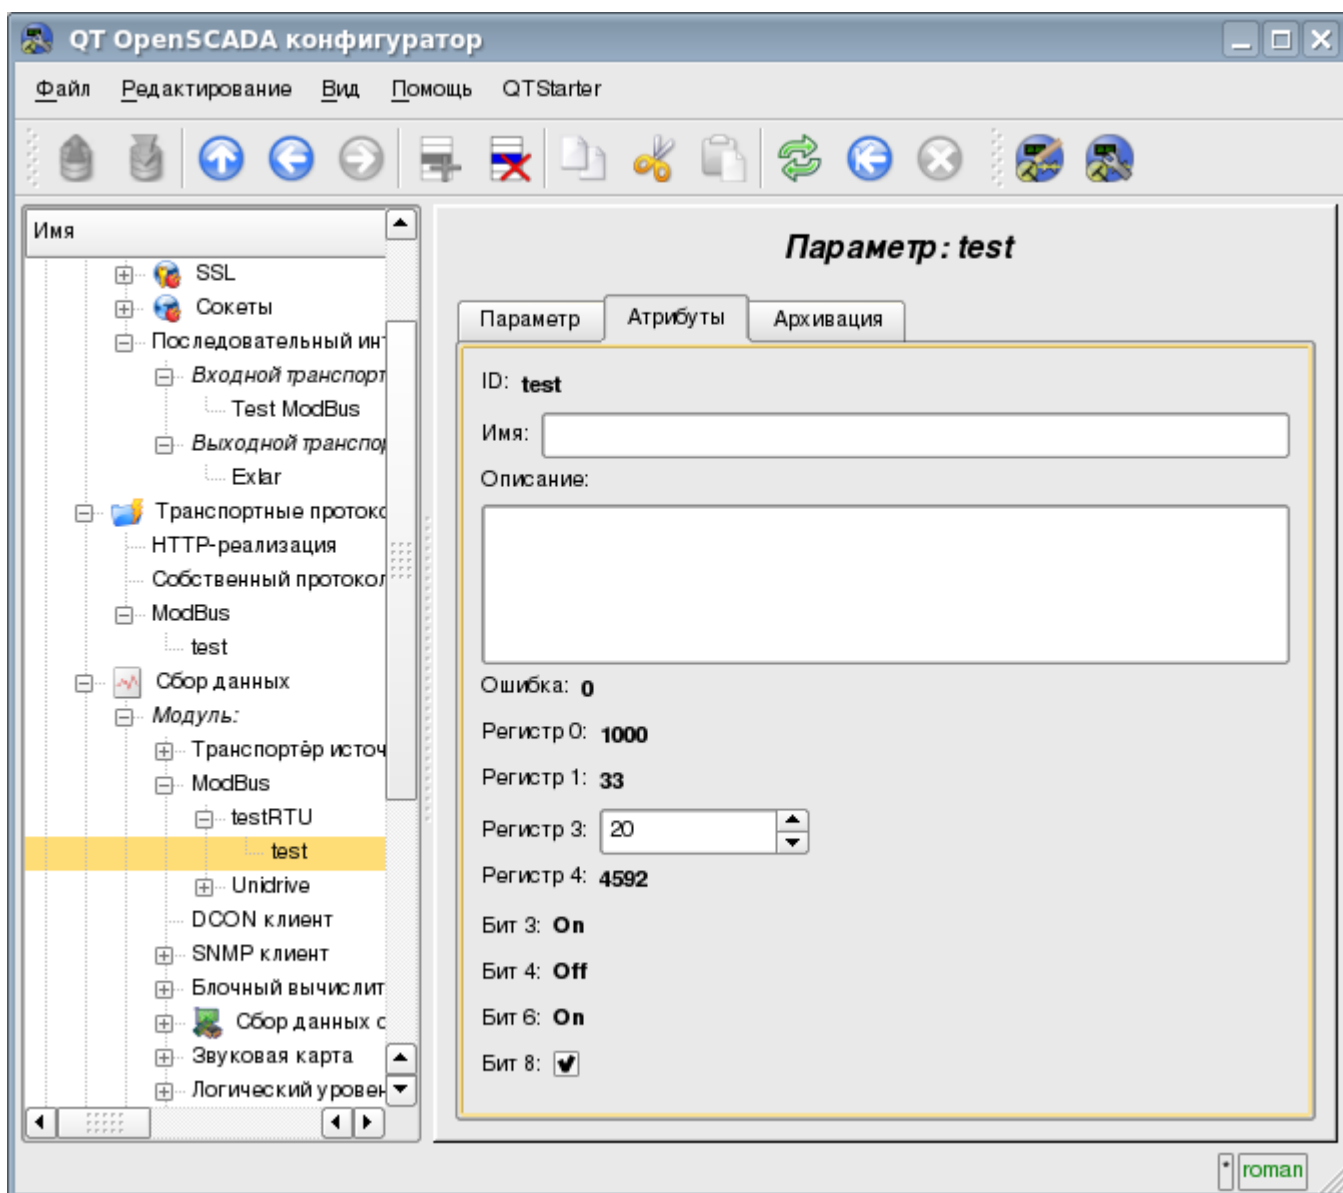 QT OpenSCADA конфигуратор
Файл Редактирование Вид Помощь QTStarter
Имя
SSL
Сокеты
Последовательный инт
Входной транспорт
Test ModBus
Выходной транспо
Exlar
Транспортные протоко
HTTP-реализация
Собственный протокол
ModBus
test
Сбор данных
Модуль:
Транспортёр источ
ModBus
testRTU
test
Unidrive
DCON клиент
SNMP клиент
Блочный вычислит
Сбор данных с
Звуковая карта
Логический уровен
Параметр: test
Параметр Атрибуты Архивация
ID: test
Имя:
Описание:
Ошибка: 0
Регистр 0: 1000
Регистр 1: 33
Регистр 3: 20
Регистр 4: 4592
Бит 3: On
Бит 4: Off
Бит 6: On
Бит 8:
* roman